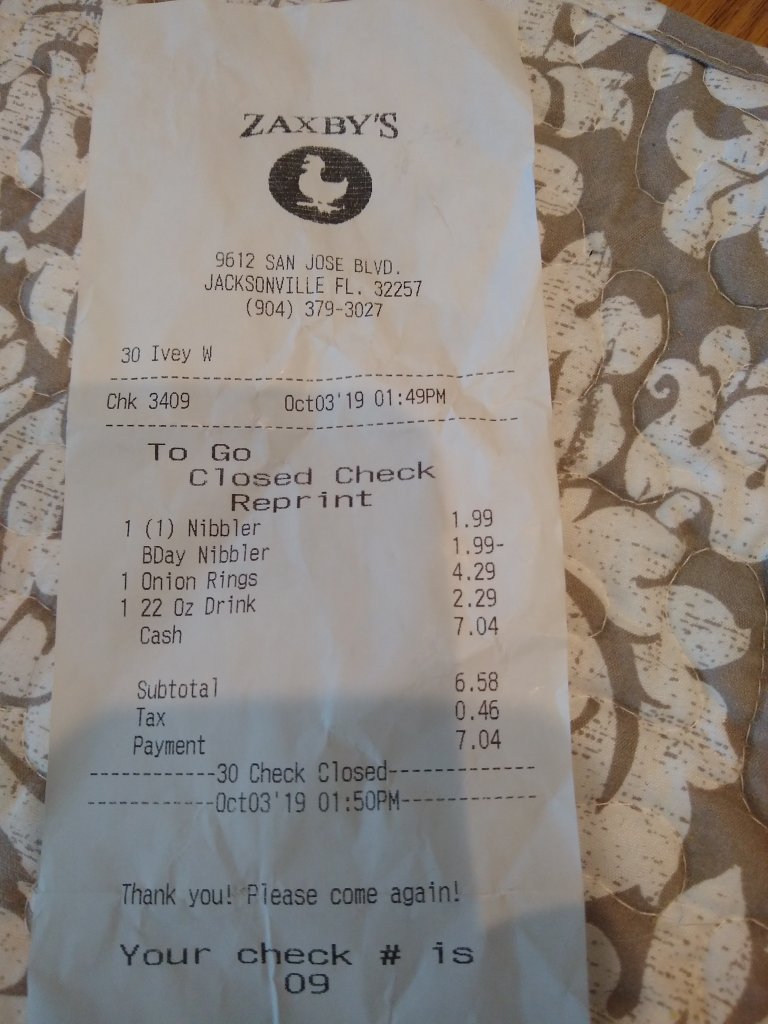 ZAXBY'S
9612 SAN JOSE BLVD.
JACKSONVILLE FL. 32257
(904) 379-3027
30 Ivey W
Chk 3409 Oct03'19 01:49PM
To Go
Closed Check
Reprint
1 (1) Nibbler 1.99
BDay Nibbler 1.99-
1 Onion Rings 4.29
1 22 Oz Drink 2.29
Cash 7.04
Subtotal 6.58
Tax 0.46
Payment 7.04
------------30 Check Closed--------------
------------Oct03'19 01:50PM-------------
Thank you! Please come again!
Your check # is
09